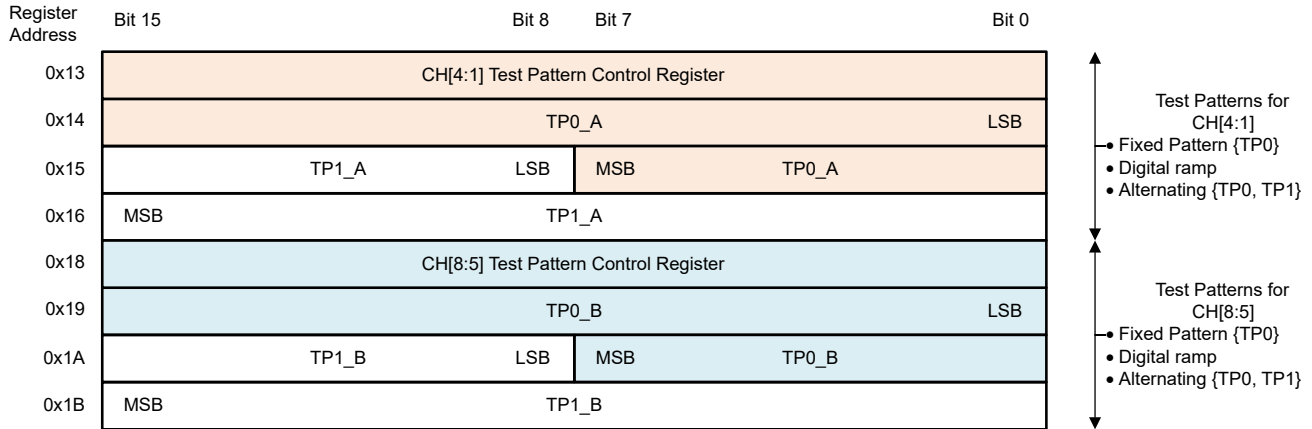 Register
Address
Bit 15
Bit 8
Bit 7
Bit 0
0x13
CH[4:1] Test Pattern Control Register
0x14
TP0_A
LSB
0x15
TP1_A
LSB
MSB
TP0_A
0x16
MSB
TP1_A
Test Patterns for
CH[4:1]
• Fixed Pattern {TP0}
• Digital ramp
• Alternating {TP0, TP1}
0x18
CH[8:5] Test Pattern Control Register
0x19
TP0_B
LSB
0x1A
TP1_B
LSB
MSB
TP0_B
0x1B
MSB
TP1_B
Test Patterns for
CH[8:5]
• Fixed Pattern {TP0}
• Digital ramp
• Alternating {TP0, TP1}